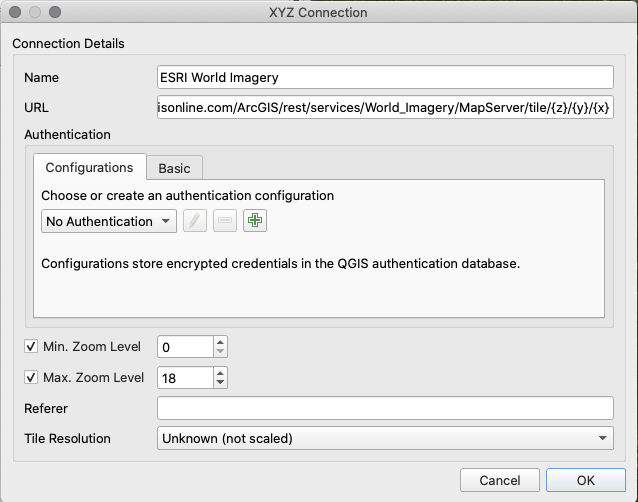 XYZ Connection
Connection Details
Name ESRI World Imagery
URL isonline.com/ArcGIS/rest/services/World_Imagery/MapServer/tile/{z}/{y}/{x}
Authentication
Configurations Basic
Choose or create an authentication configuration
No Authentication
Configurations store encrypted credentials in the QGIS authentication database.
Min. Zoom Level 0
Max. Zoom Level 18
Referer
Tile Resolution Unknown (not scaled)
Cancel OK